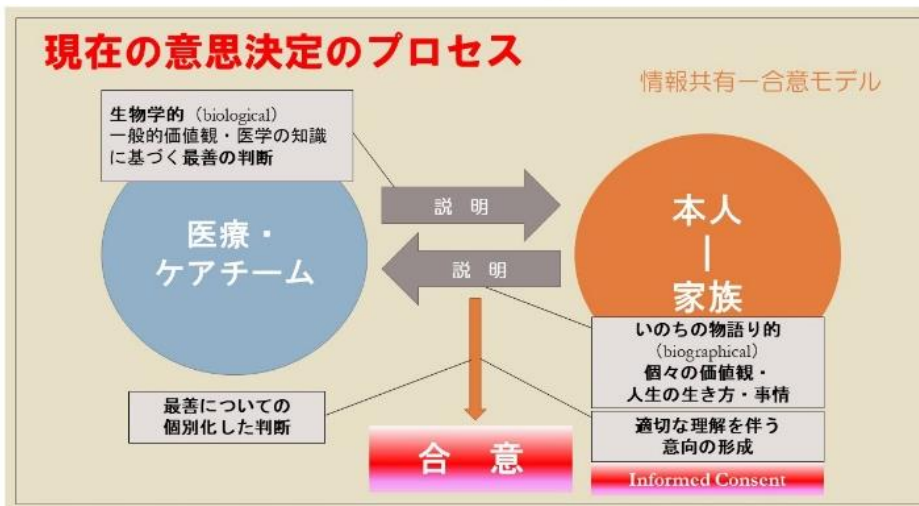 現在の意思決定のプロセス
情報共有ー合意モデル
生物学的（biological）
一般的価値観・医学の知識
に基づく最善の判断
医療・
ケアチーム
説　明
説　明
本人
｜
家族
いのちの物語り的
（biographical）
個々の価値観・
人生の生き方・事情
最善についての
個別化した判断
適切な理解を伴う
意向の形成
合　意
Informed Consent